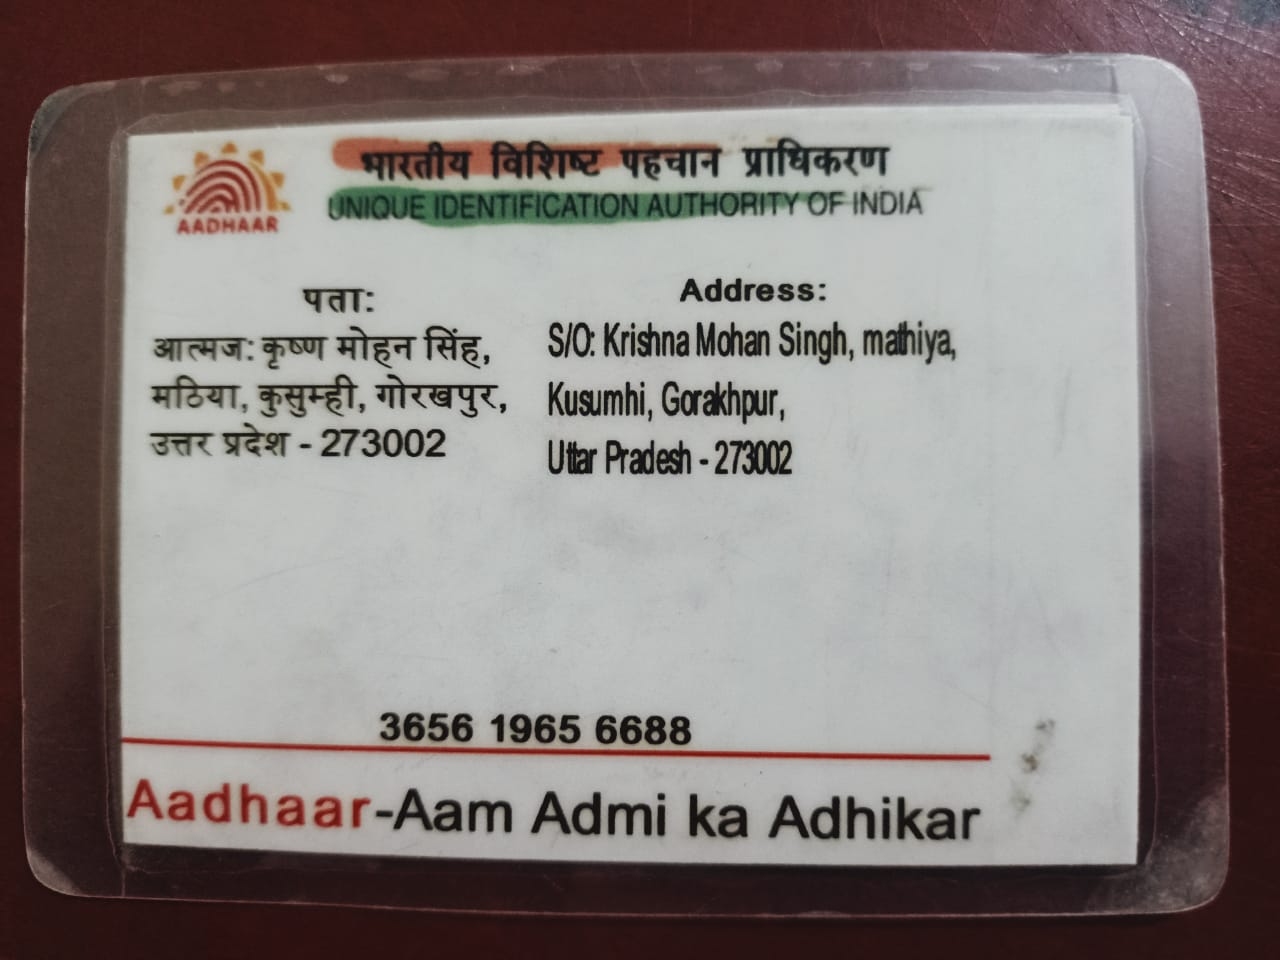 भारतीय विशिष्ट पहचान प्राधिकरण
UNIQUE IDENTIFICATION AUTHORITY OF INDIA
AADHAAR
पता:
आत्मज: कृष्ण मोहन सिंह,
मठिया, कुसुम्ही, गोरखपुर,
उत्तर प्रदेश - 273002
Address:
S/O: Krishna Mohan Singh, mathiya,
Kusumhi, Gorakhpur,
Uttar Pradesh - 273002
3656 1965 6688
Aadhaar-Aam Admi ka Adhikar